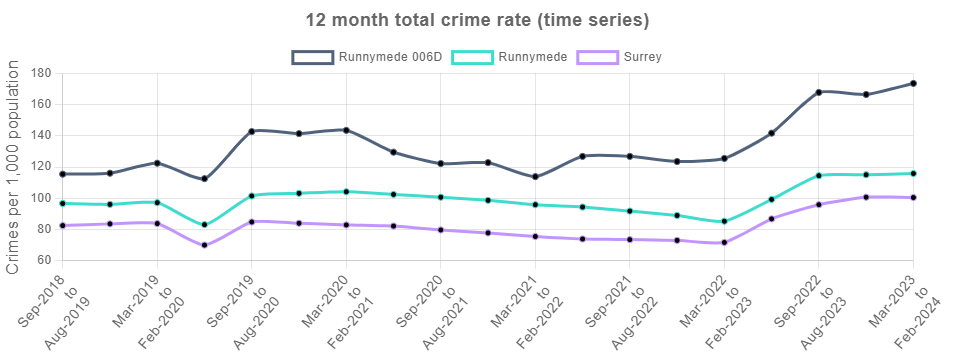 12 month total crime rate (time series)
Runnymede 006D Runnymede Surrey
Crimes per 1,000 population
180
160
140
120
100
80
60
Sep-2018
to
Aug-2019
Mar-2019
to
Feb-2020
Sep-2019
to
Aug-2020
Mar-2020
to
Feb-2021
Sep-2020
to
Aug-2021
Mar-2021
to
Feb-2022
Sep-2021
to
Aug-2022
Mar-2022
to
Feb-2023
Sep-2022
to
Aug-2023
Mar-2023
to
Feb-2024